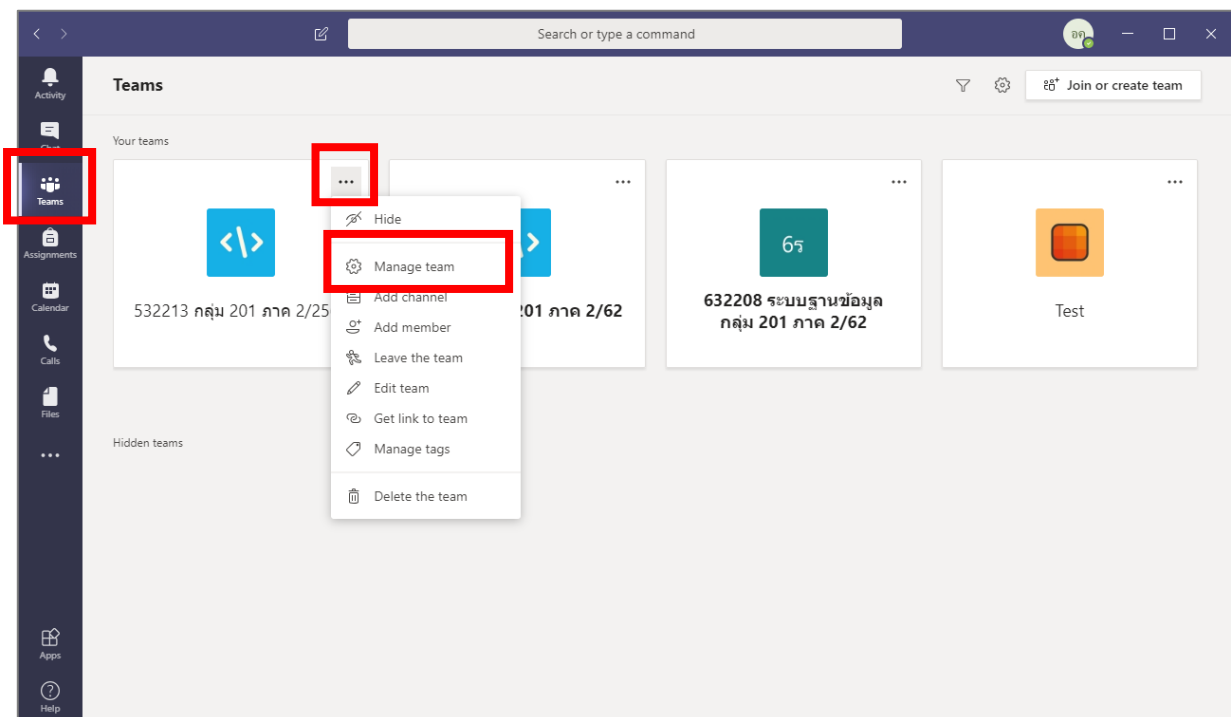 Search or type a command
อค
Activity
Teams
Join or create team
Chat
Your teams
Teams
Hide
Assignments
6ร
Manage team
Calendar
532213 กลุ่ม 201 ภาค 2/25
Add channel
201 ภาค 2/62
632208 ระบบฐานข้อมูล
กลุ่ม 201 ภาค 2/62
Test
Add member
Calls
Leave the team
Edit team
Files
Get link to team
Hidden teams
Manage tags
Delete the team
Apps
Help